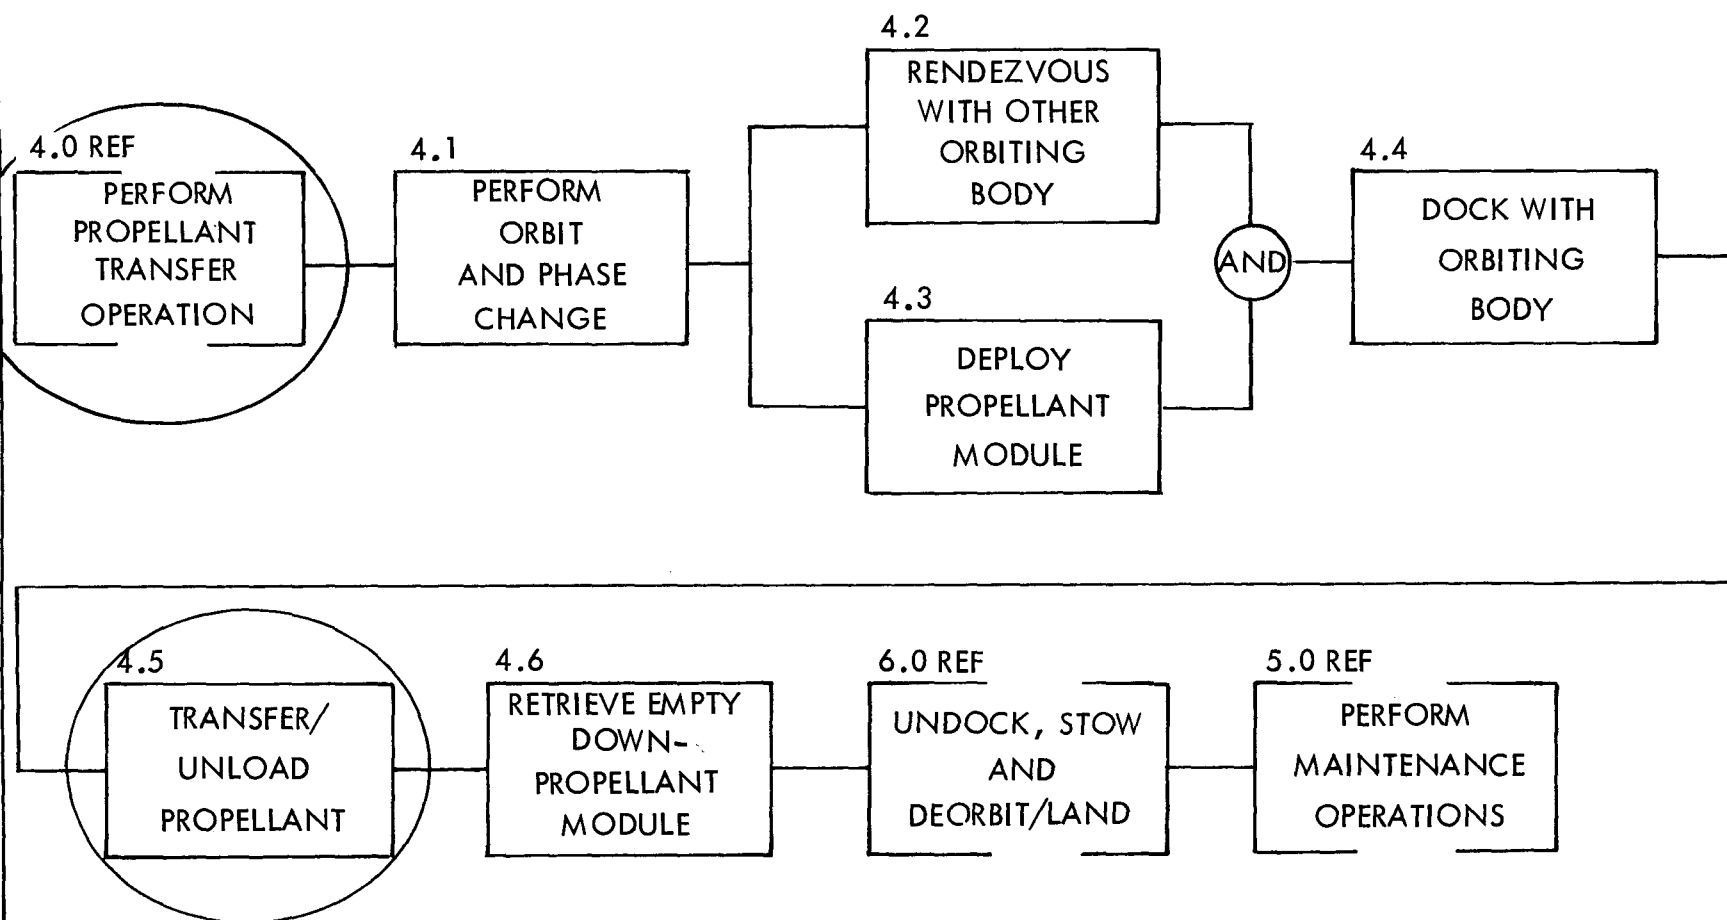 4.0 REF
PERFORM
PROPELLANT
TRANSFER
OPERATION
4.1
PERFORM
ORBIT
AND PHASE
CHANGE
4.2
RENDEZVOUS
WITH OTHER
ORBITING
BODY
4.3
DEPLOY
PROPELLANT
MODULE
AND
4.4
DOCK WITH
ORBITING
BODY
4.5
TRANSFER/
UNLOAD
PROPELLANT
4.6
RETRIEVE EMPTY
DOWN-
PROPELLANT
MODULE
6.0 REF
UNDOCK, STOW
AND
DEORBIT/LAND
5.0 REF
PERFORM
MAINTENANCE
OPERATIONS